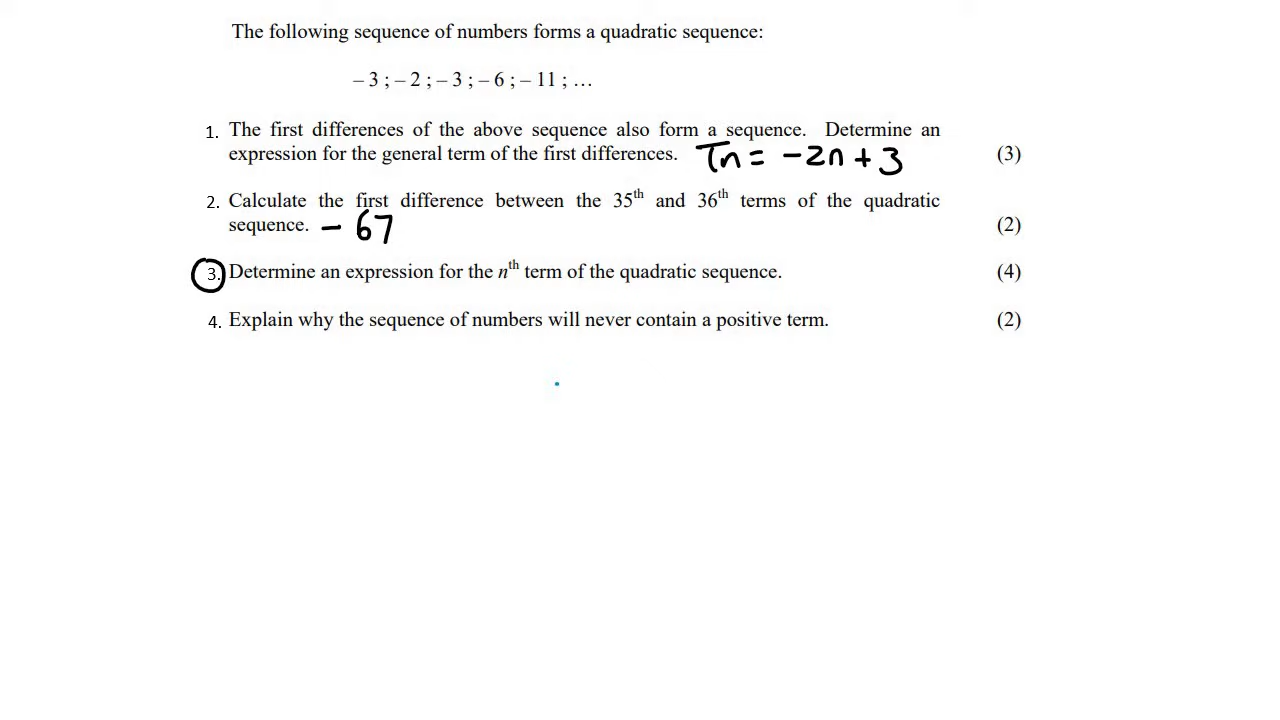 The following sequence of numbers forms a quadratic sequence:
– 3 ; – 2 ; – 3 ; – 6 ; – 11 ; …
1. The first differences of the above sequence also form a sequence. Determine an
expression for the general term of the first differences. Tn = -2n + 3 (3)
2. Calculate the first difference between the 35th and 36th terms of the quadratic
sequence. - 67 (2)
3. Determine an expression for the nth term of the quadratic sequence. (4)
4. Explain why the sequence of numbers will never contain a positive term. (2)